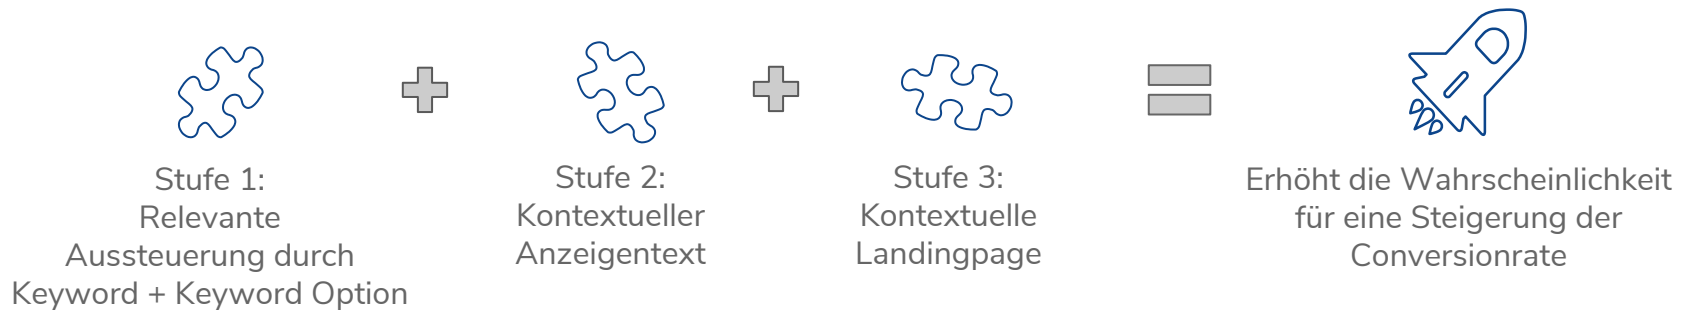 Stufe 1:
Relevante
Aussteuerung durch
Keyword + Keyword Option
Stufe 2:
Kontextueller
Anzeigentext
Stufe 3:
Kontextuelle
Landingpage
Erhöht die Wahrscheinlichkeit
für eine Steigerung der
Conversionrate